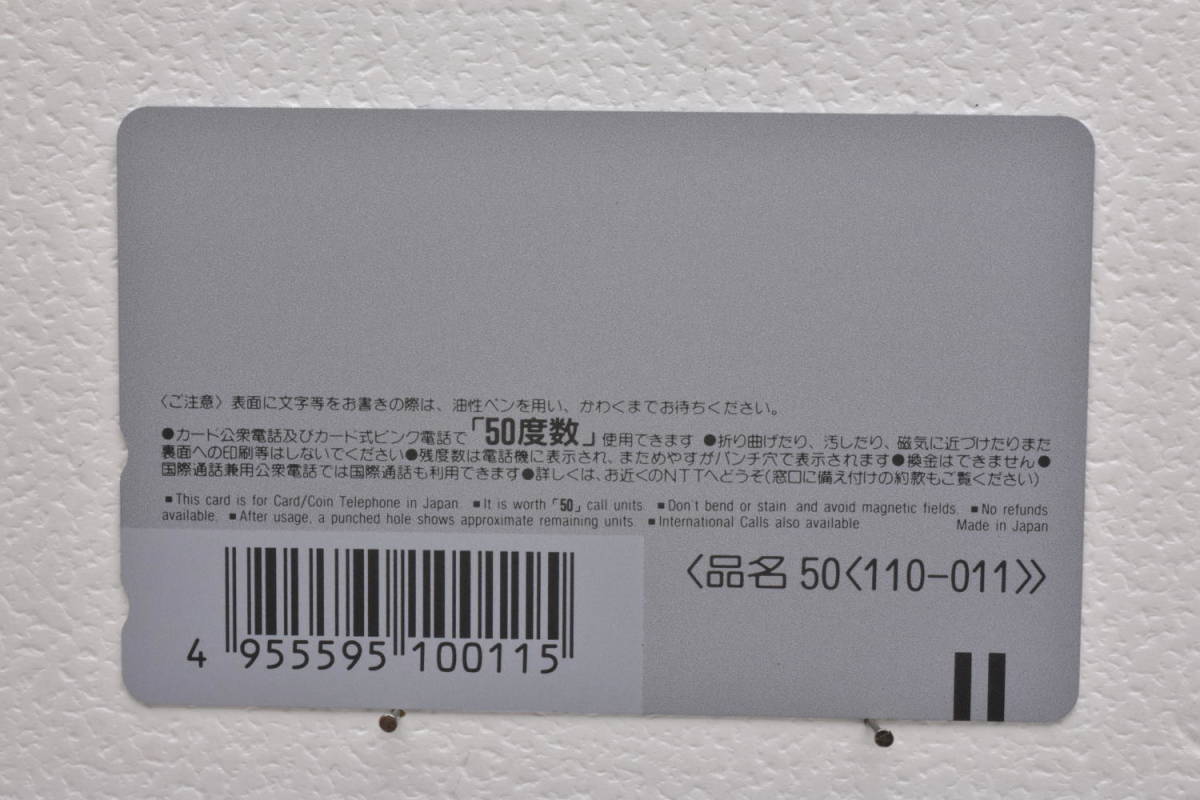 〈ご注意〉表面に文字等をお書きの際は、油性ペンを用い、かわくまでお待ちください。
●カード公衆電話及びカード式ピンク電話で「50度数」使用できます ●折り曲げたり、汚したり、磁気に近づけたりまた
裏面への印刷等はしないでください●残度数は電話機に表示され、まためやすがパンチ穴で表示されます●換金はできません●
国際通話兼用公衆電話では国際通話も利用できます●詳しくは、お近くのNTTへどうぞ(窓口に備え付けの約款もご覧ください)
■This card is for Card/Coin Telephone in Japan. ■It is worth「50」call units. ■Don't bend or stain and avoid magnetic fields. ■No refunds
available. ■After usage, a punched hole shows approximate remaining units. ■International Calls also available. Made in Japan
〈品名 50〈110-011〉〉
4 955595 100115